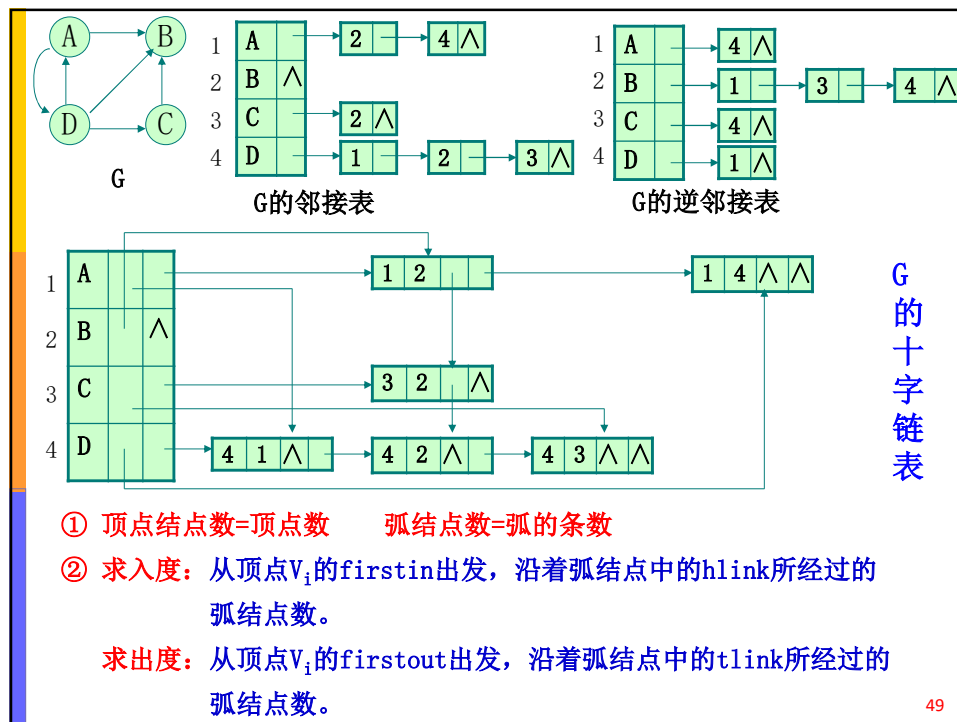 A B
D C
G
1 A 2 4 ∧
2 B ∧
3 C 2 ∧
4 D 1 2 3 ∧
G的邻接表
1 A 4 ∧
2 B 1 3 4 ∧
3 C 4 ∧
4 D 1 ∧
G的逆邻接表
1 A 1 2 1 4 ∧ ∧
2 B ∧
3 C 3 2 ∧
4 D 4 1 ∧ 4 2 ∧ 4 3 ∧ ∧
G的十字链表
① 顶点结点数=顶点数 弧结点数=弧的条数
② 求入度：从顶点Vi的firstin出发，沿着弧结点中的hlink所经过的
弧结点数。
求出度：从顶点Vi的firstout出发，沿着弧结点中的tlink所经过的
弧结点数。
49